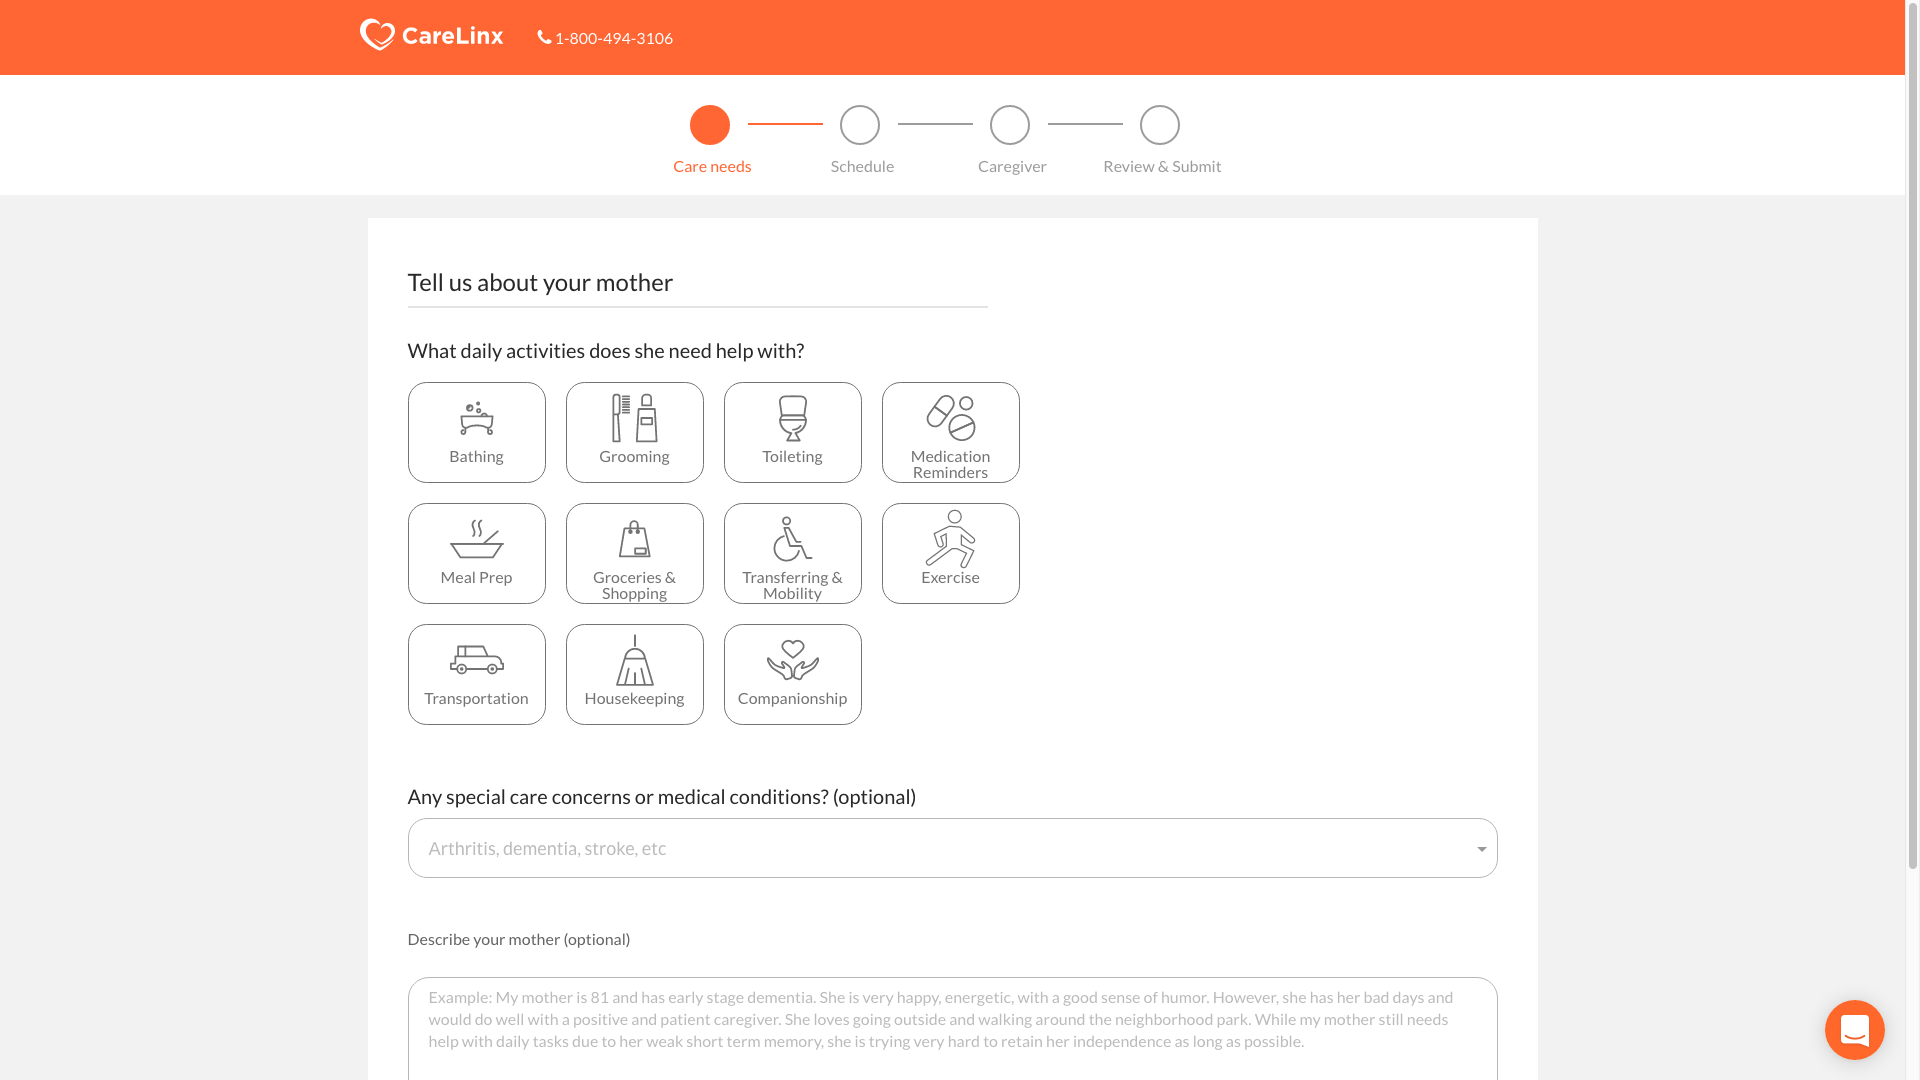 CareLinx
1-800-494-3106
Care needs
Schedule
Caregiver
Review & Submit
Tell us about your mother
What daily activities does she need help with?
Bathing
Grooming
Toileting
Medication
Reminders
Meal Prep
Groceries &
Shopping
Transferring &
Mobility
Exercise
Transportation
Housekeeping
Companionship
Any special care concerns or medical conditions? (optional)
Arthritis, dementia, stroke, etc
Describe your mother (optional)
Example: My mother is 81 and has early stage dementia. She is very happy, energetic, with a good sense of humor. However, she has her bad days and
would do well with a positive and patient caregiver. She loves going outside and walking around the neighborhood park. While my mother still needs
help with daily tasks due to her weak short term memory, she is trying very hard to retain her independence as long as possible.